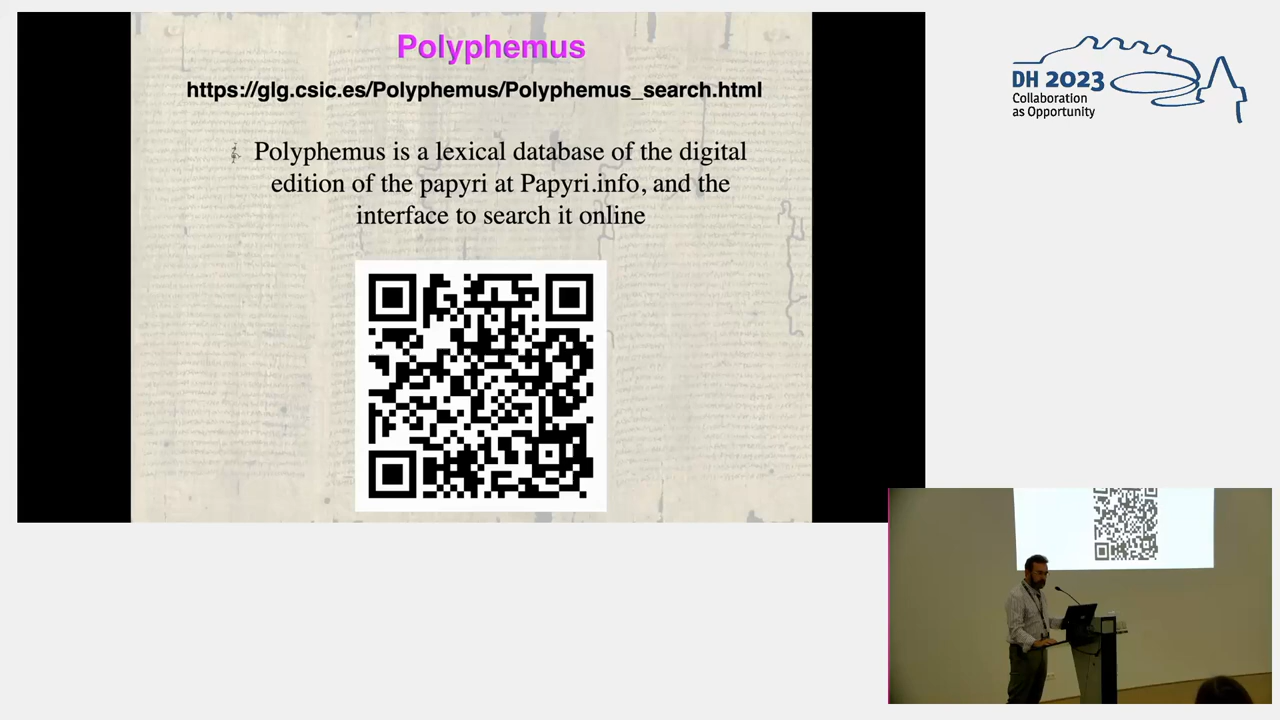 Polyphemus
https://glg.csic.es/Polyphemus/Polyphemus_search.html
Polyphemus is a lexical database of the digital
edition of the papyri at Papyri.info, and the
interface to search it online
DH 2023
Collaboration
as Opportunity